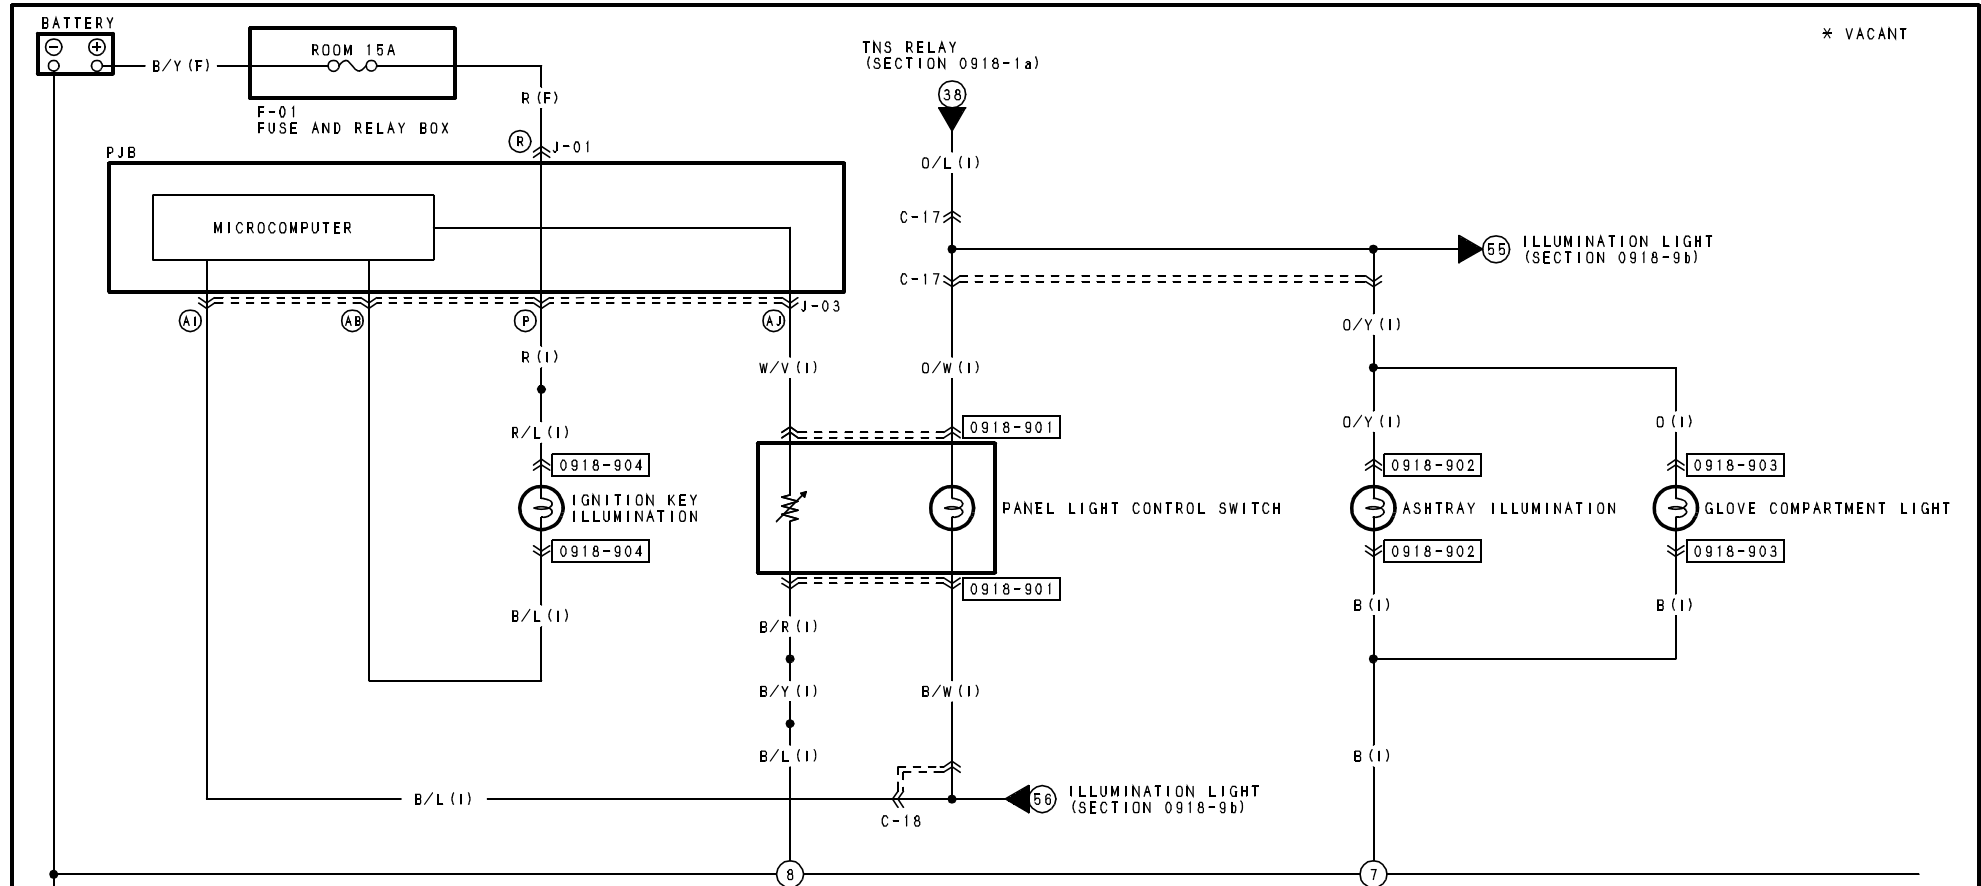 BATTERY
B/Y(F)
ROOM 15A
F-01
FUSE AND RELAY BOX
R(F)
TNS RELAY
(SECTION 0918-1a)
38
* VACANT
PJB
R
J-01
O/L(I)
MICROCOMPUTER
C-17
55
ILLUMINATION LIGHT
(SECTION 0918-9b)
C-17
J-03
AI
AB
P
AJ
O/Y(I)
R(I)
W/V(I)
O/W(I)
R/L(I)
0918-901
O/Y(I)
O(I)
0918-904
0918-902
0918-903
IGNITION KEY
ILLUMINATION
PANEL LIGHT CONTROL SWITCH
ASHTRAY ILLUMINATION
GLOVE COMPARTMENT LIGHT
0918-904
0918-902
0918-903
0918-901
B/L(I)
B/R(I)
B(I)
B(I)
B/Y(I)
B/W(I)
B/L(I)
B(I)
B/L(I)
56
ILLUMINATION LIGHT
(SECTION 0918-9b)
C-18
8
7